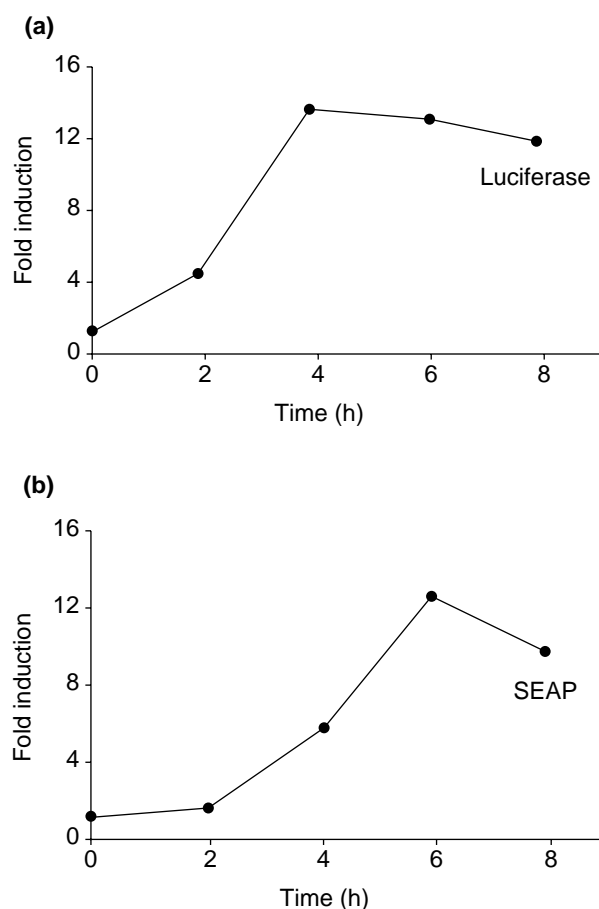 (a)
16
12
8
4
0
Fold induction
Luciferase
0 2 4 6 8
Time (h)
(b)
16
12
8
4
0
Fold induction
SEAP
0 2 4 6 8
Time (h)